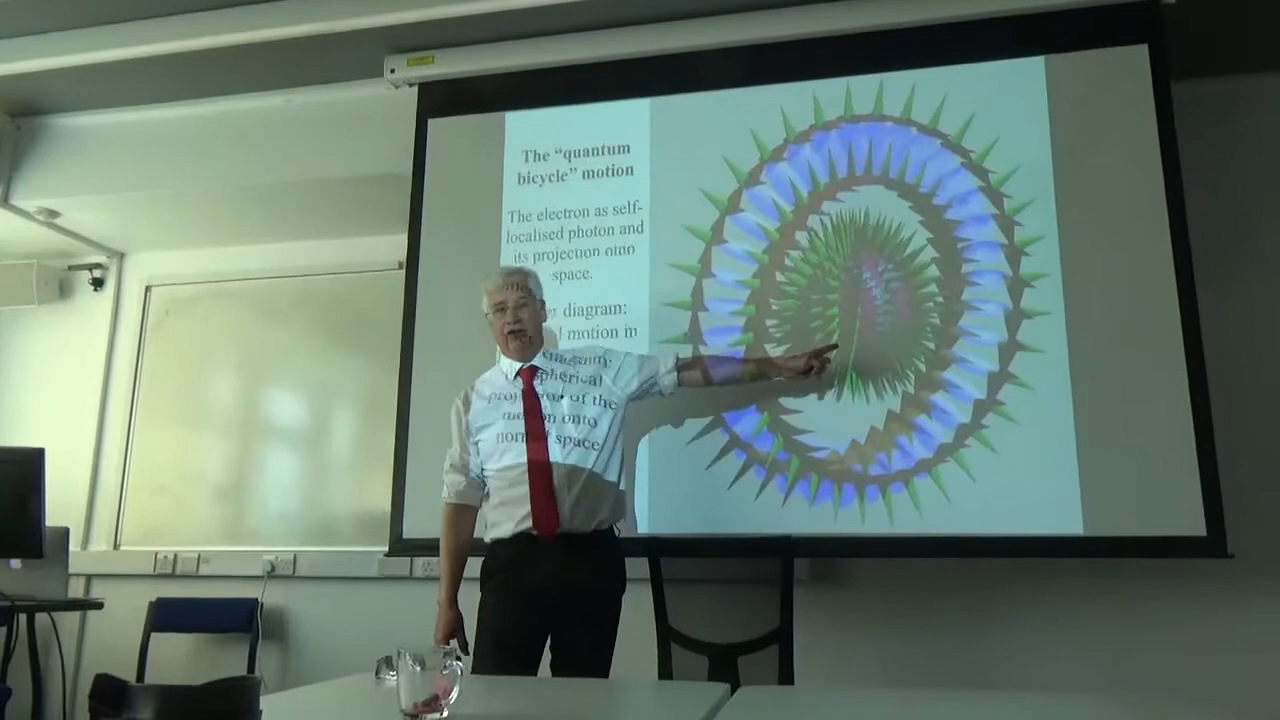 The “quantum
bicycle” motion
The electron as self-
localised photon and
its projection onto
space.
diagram:
motion in
spherical
of the
onto
normal space